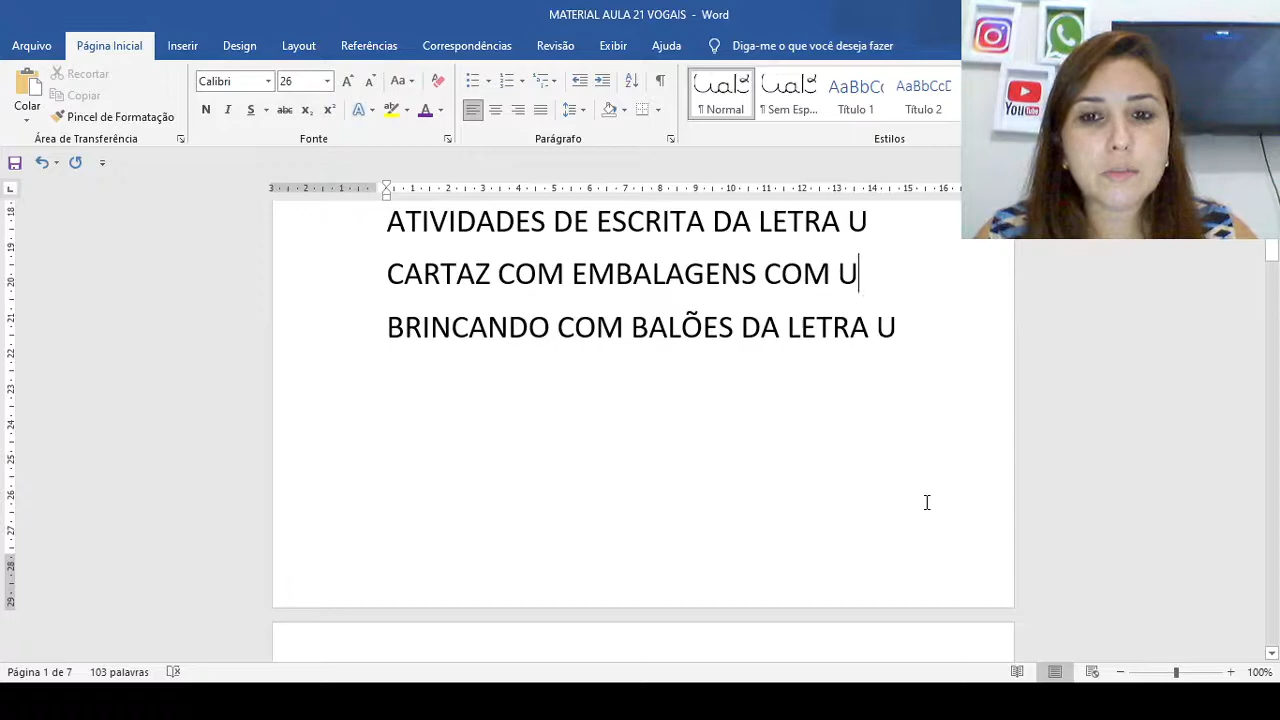 MATERIAL AULA 21 VOGAIS - Word
Arquivo Página Inicial Inserir Design Layout Referências Correspondências Revisão Exibir Ajuda Diga-me o que você deseja fazer
Colar
Recortar
Copiar
Pincel de Formatação
Área de Transferência
Calibri 26
Fonte
Parágrafo
¶ Normal
¶ Sem Esp...
Título 1
Título 2
Estilos
YouTube
ATIVIDADES DE ESCRITA DA LETRA U
CARTAZ COM EMBALAGENS COM U
BRINCANDO COM BALÕES DA LETRA U
Página 1 de 7 103 palavras 100%